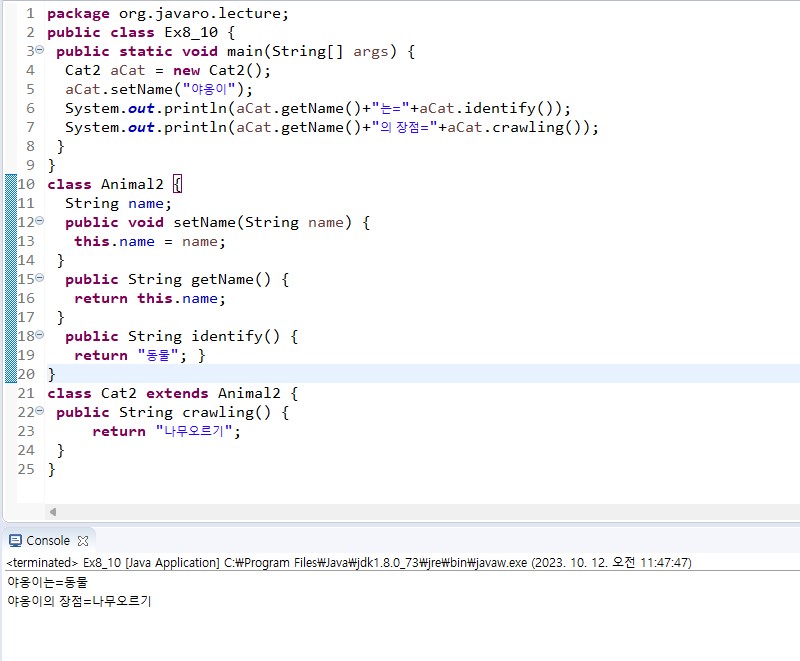 1 package org.javaro.lecture;
2 public class Ex8_10 {
3 public static void main(String[] args) {
4 Cat2 aCat = new Cat2();
5 aCat.setName("야옹이");
6 System.out.println(aCat.getName()+"는="+aCat.identify());
7 System.out.println(aCat.getName()+"의 장점="+aCat.crawling());
8 }
9 }
10 class Animal2 {
11 String name;
12 public void setName(String name) {
13 this.name = name;
14 }
15 public String getName() {
16 return this.name;
17 }
18 public String identify() {
19 return "동물"; }
20 }
21 class Cat2 extends Animal2 {
22 public String crawling() {
23 return "나무오르기";
24 }
25 }
Console
<terminated> Ex8_10 [Java Application] C:₩Program Files₩Java₩jdk1.8.0_73₩jre₩bin₩javaw.exe (2023. 10. 12. 오전 11:47:47)
야옹이는=동물
야옹이의 장점=나무오르기